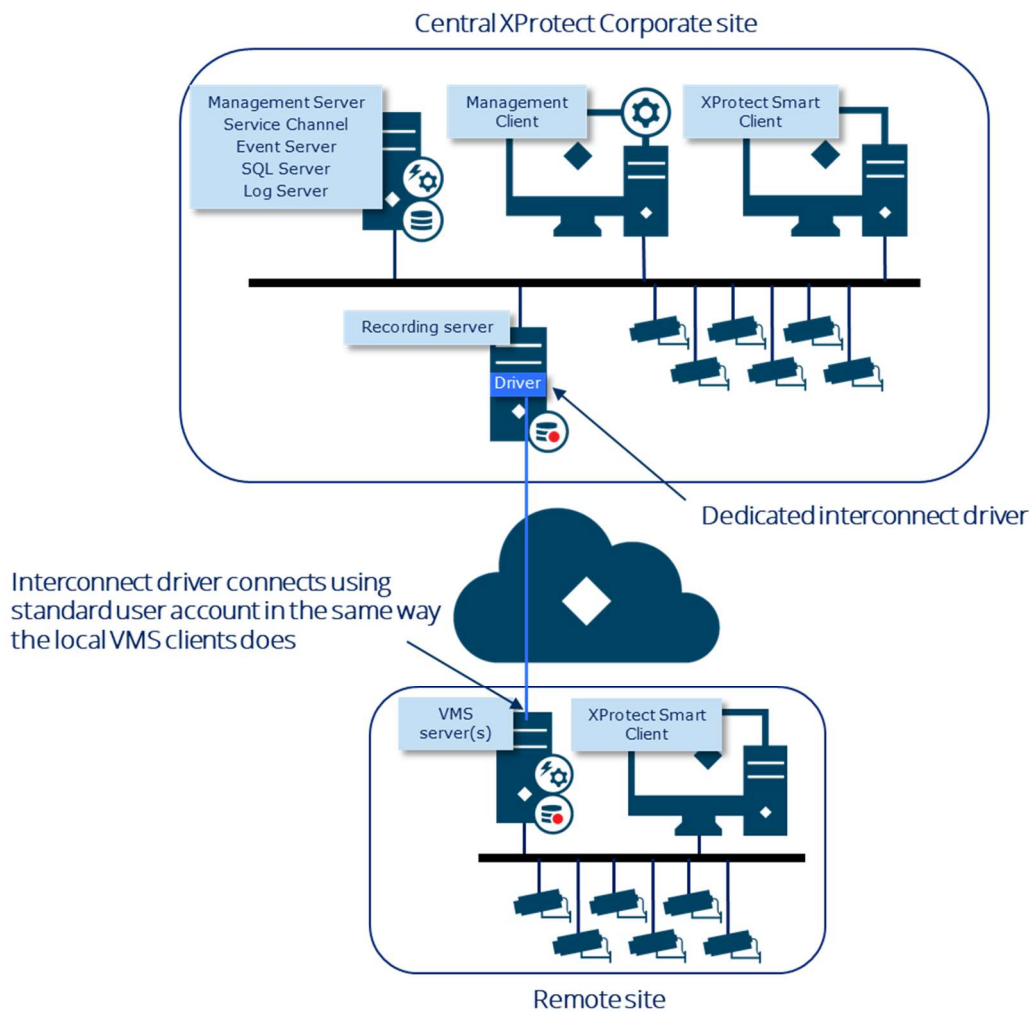 Central XProtect Corporate site
Management Server
Service Channel
Event Server
SQL Server
Log Server
Management
Client
XProtect Smart
Client
Recording server
Driver
Dedicated interconnect driver
Interconnect driver connects using
standard user account in the same way
the local VMS clients does
VMS
server(s)
XProtect Smart
Client
Remote site